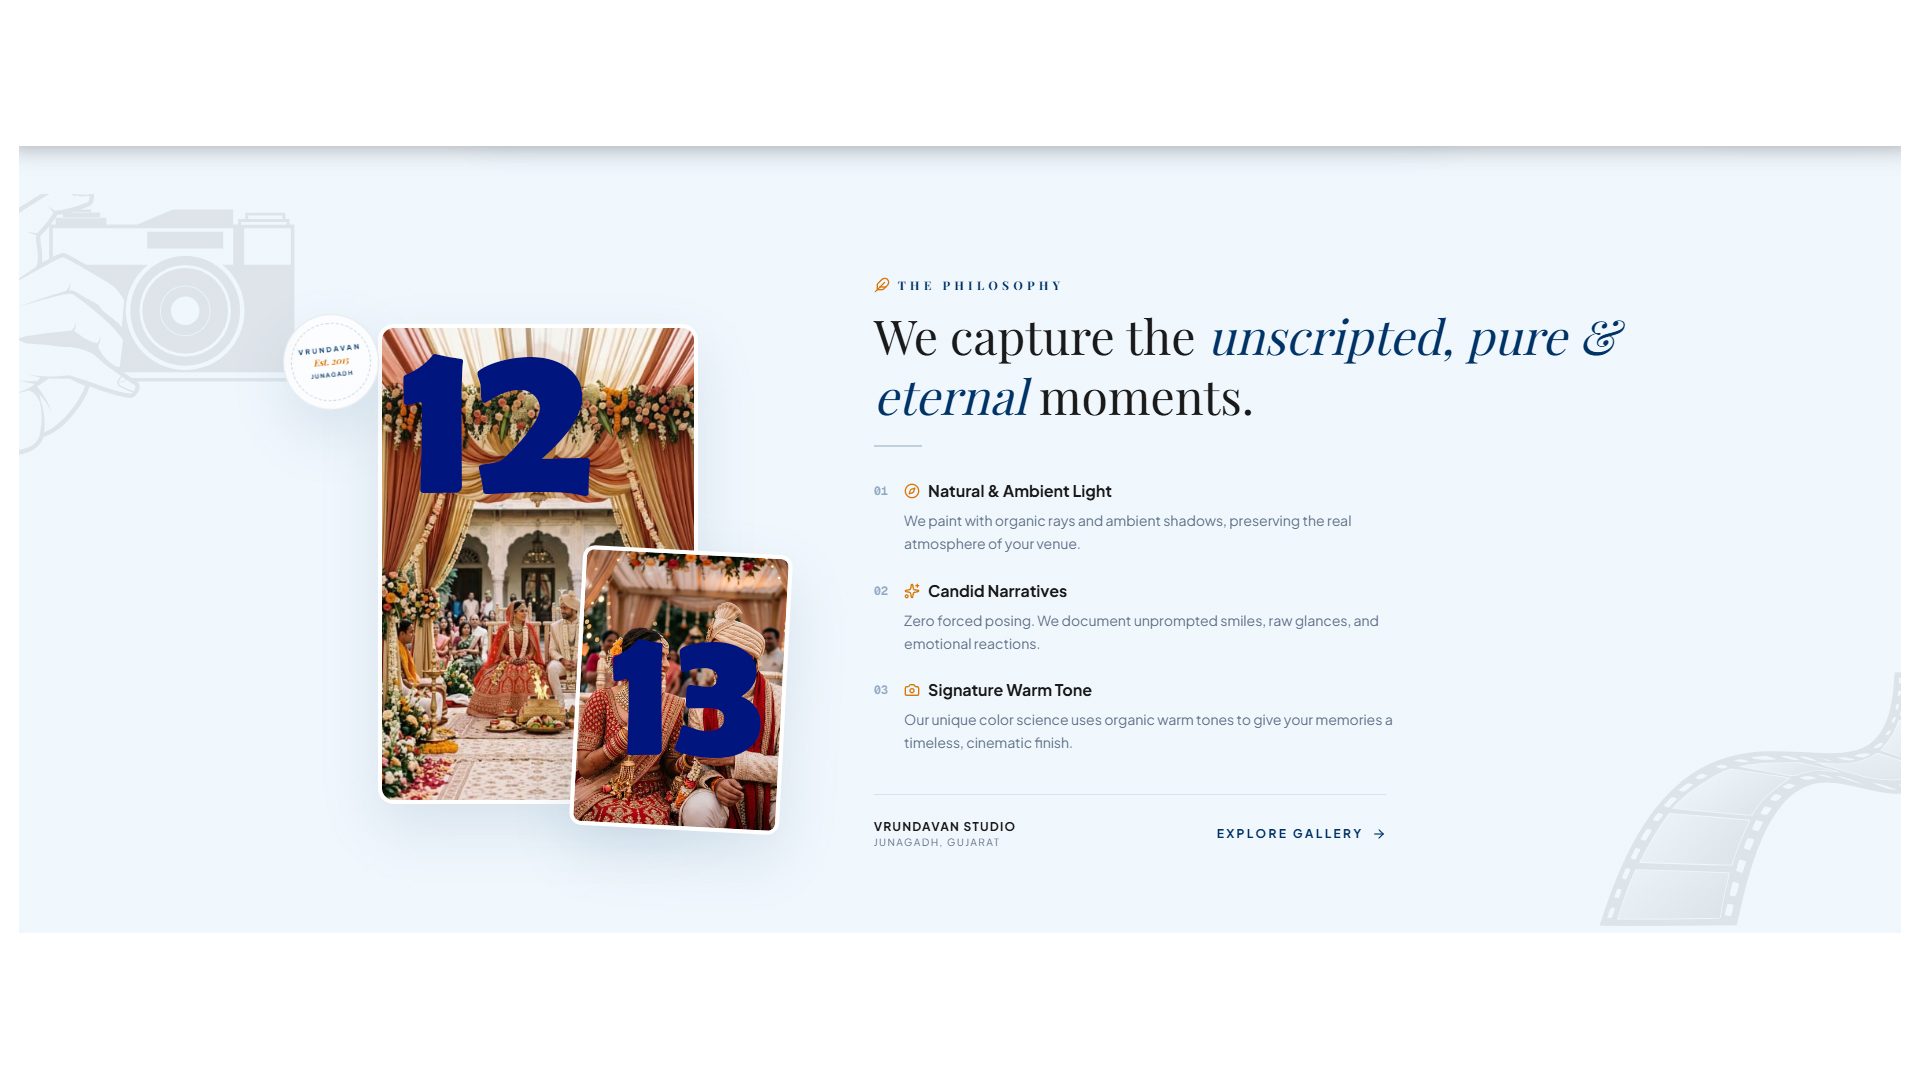 VRUNDAVAN
Est. 2015
JUNAGADH
12
13
THE PHILOSOPHY
We capture the unscripted, pure &
eternal moments.
01 Natural & Ambient Light
We paint with organic rays and ambient shadows, preserving the real
atmosphere of your venue.
02 Candid Narratives
Zero forced posing. We document unprompted smiles, raw glances, and
emotional reactions.
03 Signature Warm Tone
Our unique color science uses organic warm tones to give your memories a
timeless, cinematic finish.
VRUNDAVAN STUDIO
JUNAGADH, GUJARAT
EXPLORE GALLERY →